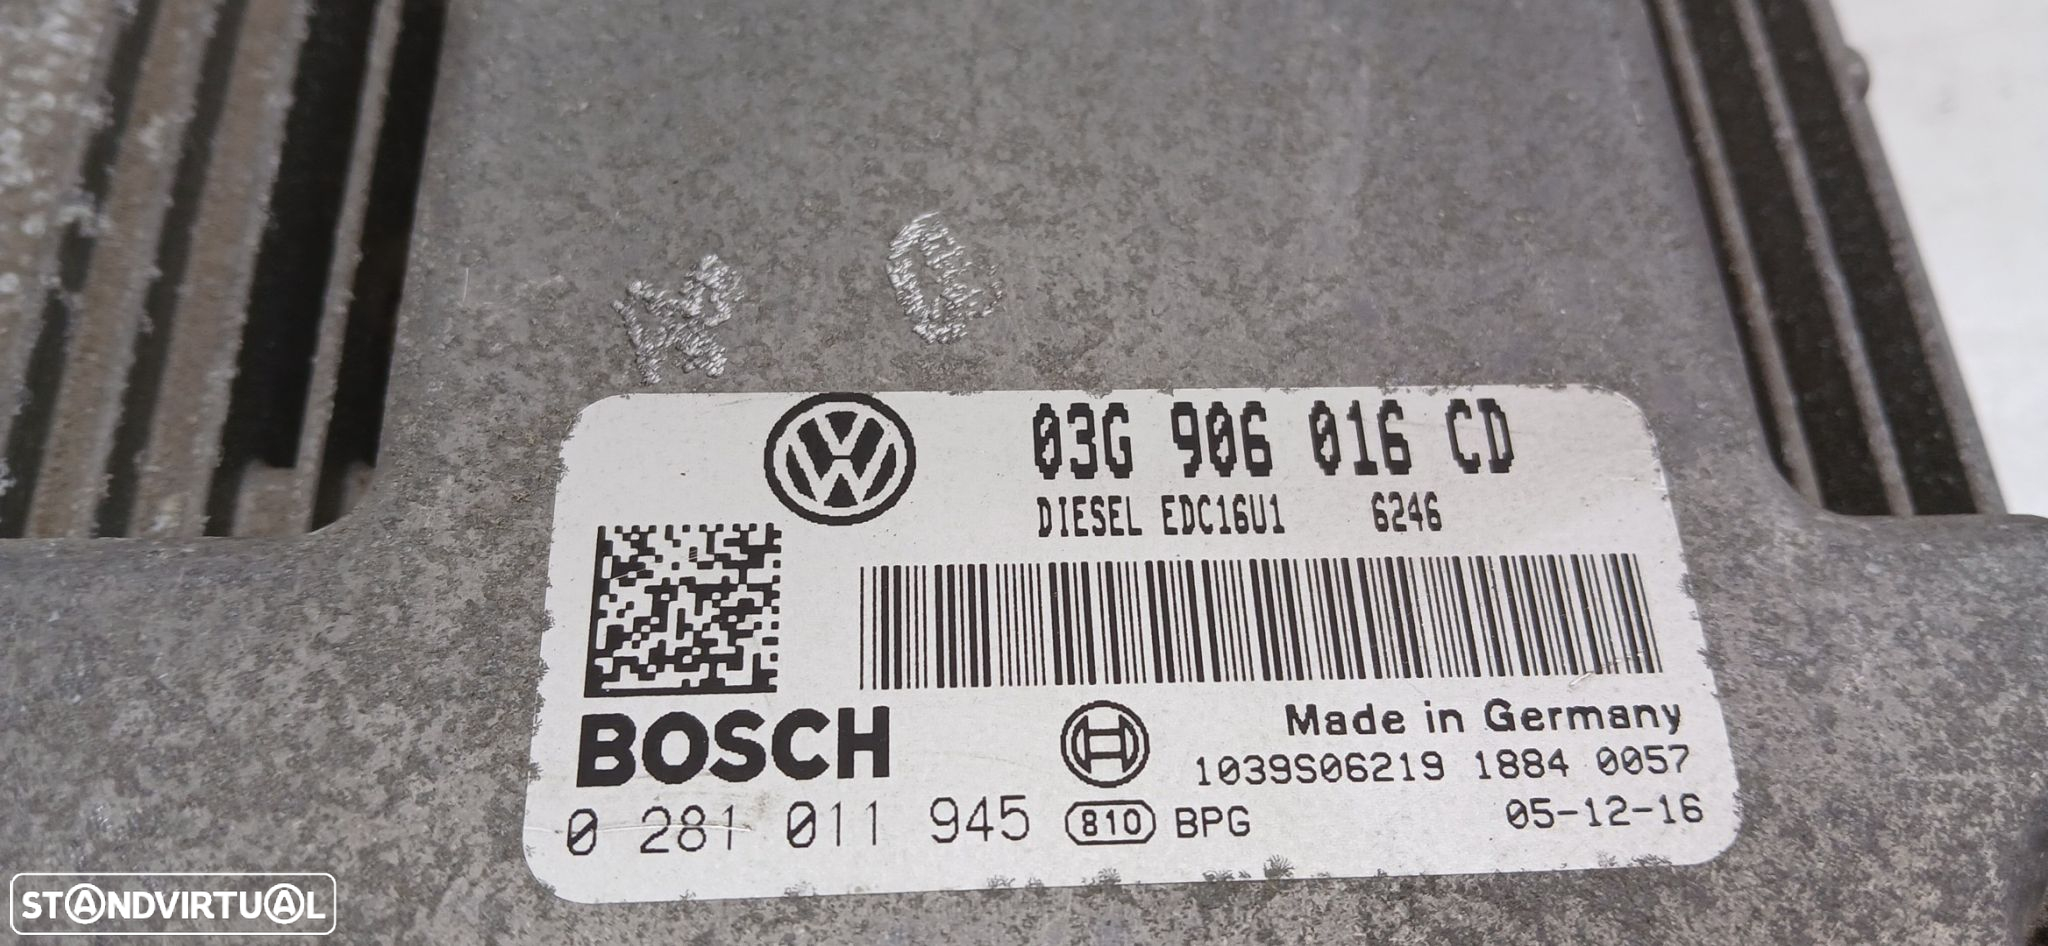 03G 906 016 CD
DIESEL EDC16U1 6246
BOSCH
Made in Germany
1039S06219 1884 0057
0 281 011 945 810 BPG 05-12-16
STANDVIRTUAL